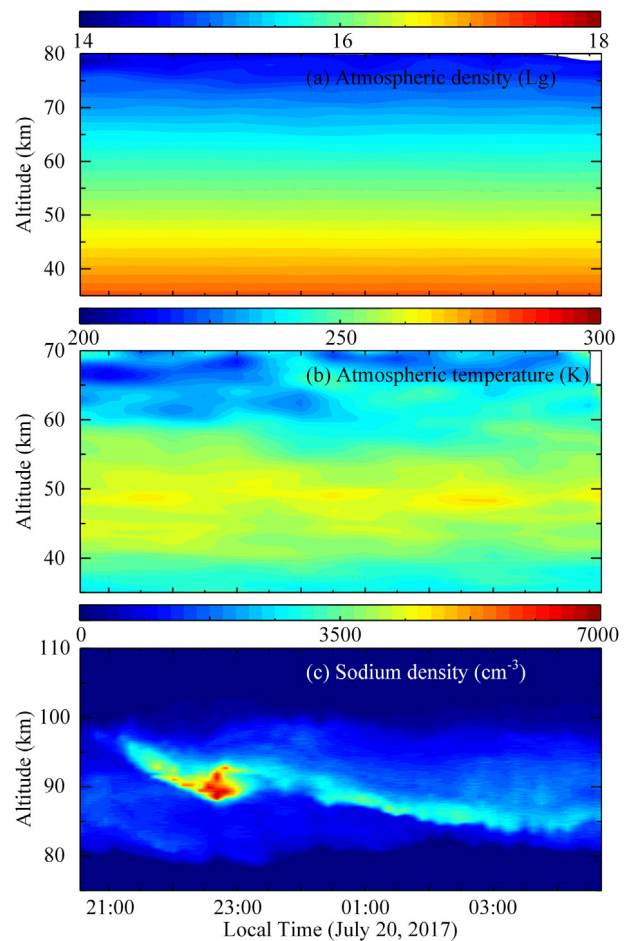 14 16 18
80
(a) Atmospheric density (Lg)
70
60
50
40
Altitude (km)
200 250 300
70
(b) Atmospheric temperature (K)
60
50
40
Altitude (km)
0 3500 7000
110
(c) Sodium density (cm⁻³)
100
90
80
Altitude (km)
21:00 23:00 01:00 03:00
Local Time (July 20, 2017)